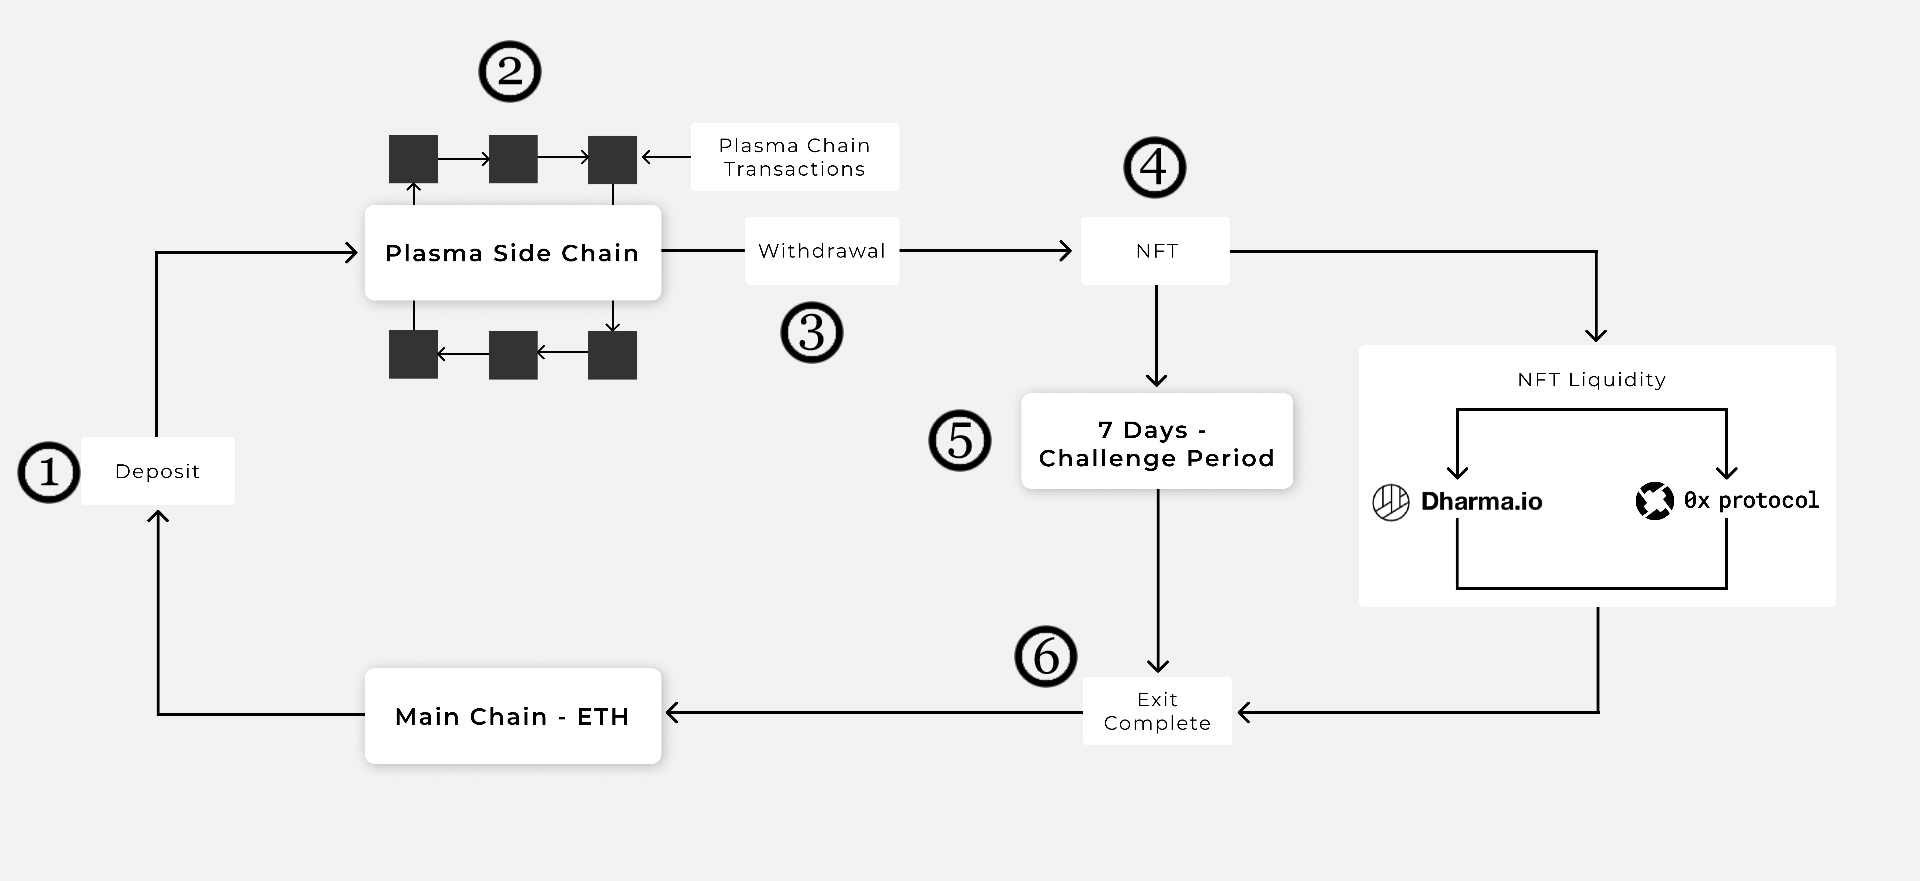 2
Plasma Chain
Transactions
4
Plasma Side Chain
Withdrawal
NFT
3
NFT Liquidity
1
Deposit
5
7 Days -
Challenge Period
Dharma.io
0x protocol
6
Exit
Complete
Main Chain - ETH